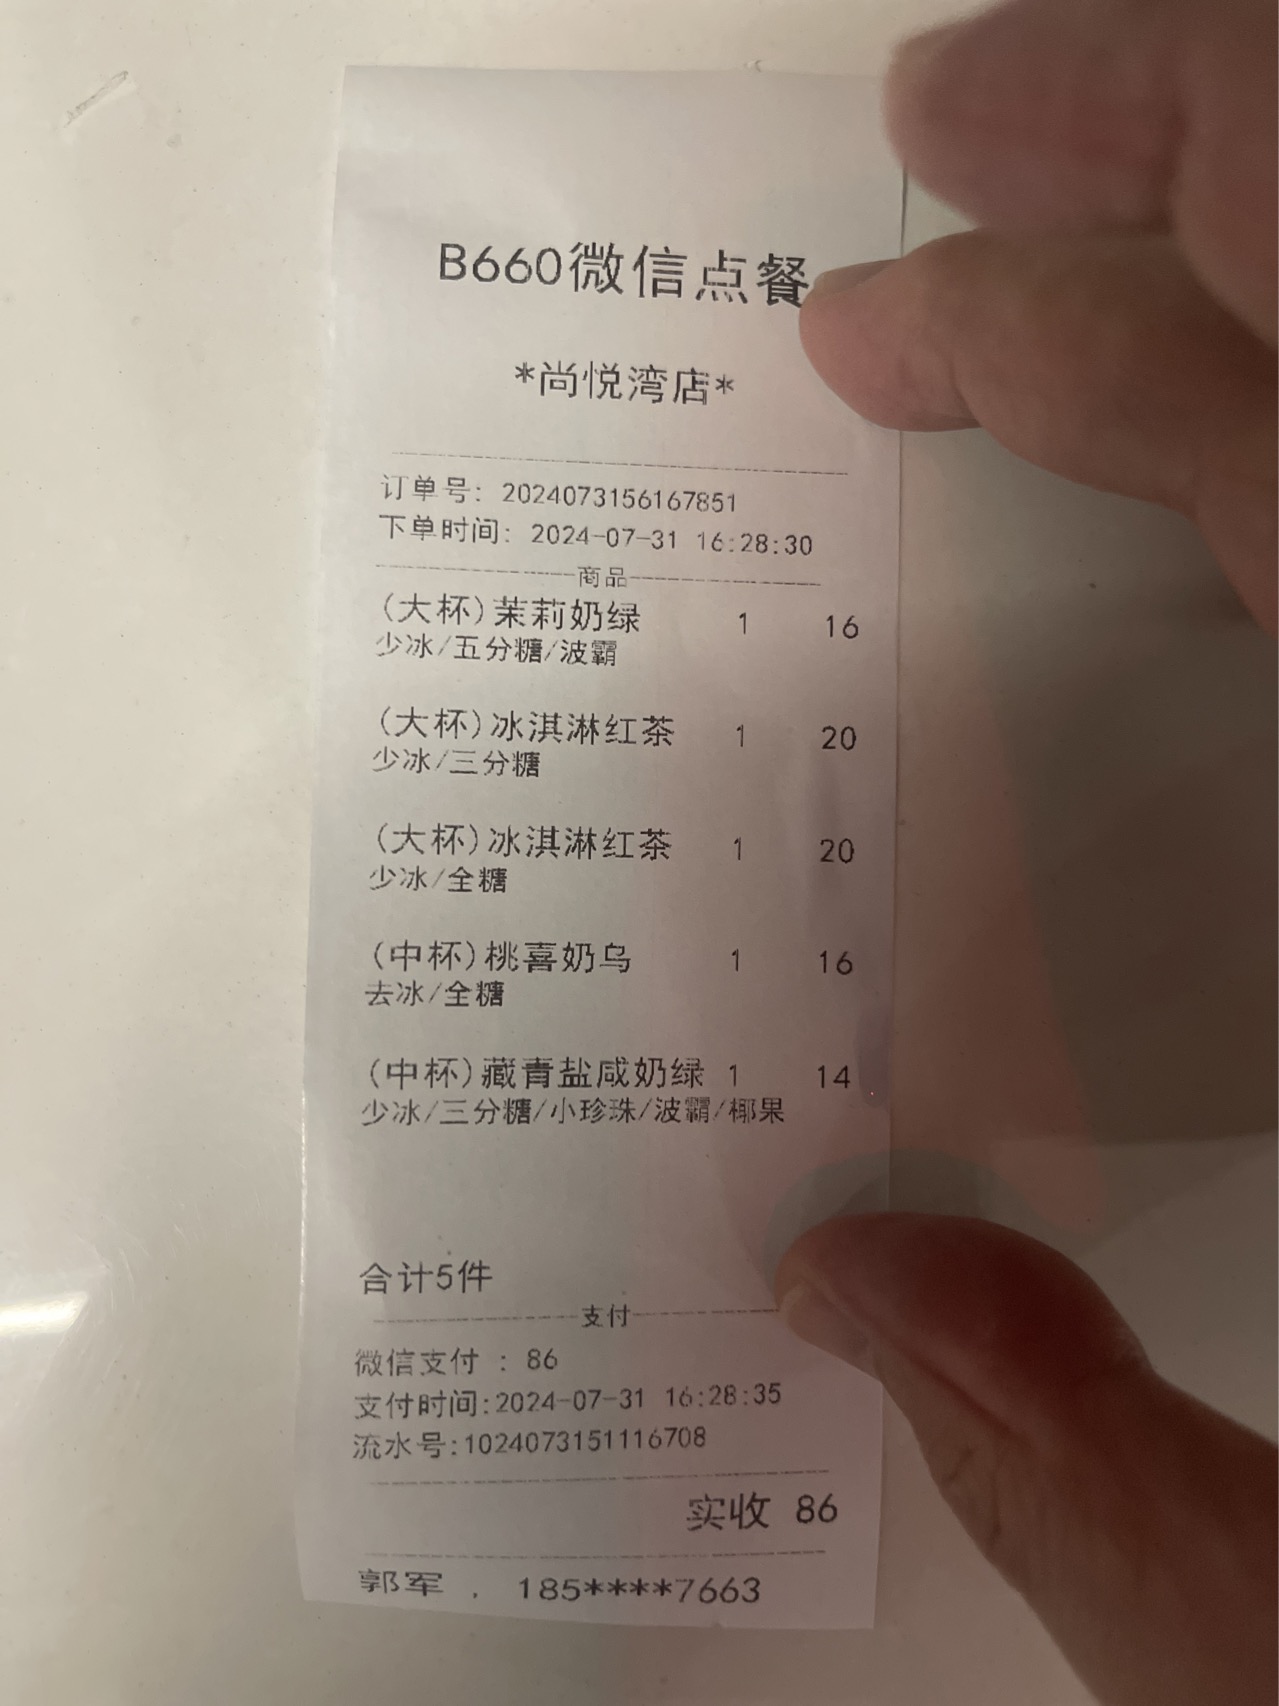 B660微信点餐
*尚悦湾店*
订单号: 2024073156167851
下单时间: 2024-07-31 16:28:30
商品
(大杯)茉莉奶绿 1 16
少冰/五分糖/波霸
(大杯)冰淇淋红茶 1 20
少冰/三分糖
(大杯)冰淇淋红茶 1 20
少冰/全糖
(中杯)桃喜奶乌 1 16
去冰/全糖
(中杯)藏青盐咸奶绿 1 14
少冰/三分糖/小珍珠/波霸/椰果
合计5件
支付
微信支付 : 86
支付时间:2024-07-31 16:28:35
流水号:1024073151116708
实收 86
郭军 . 185****7663